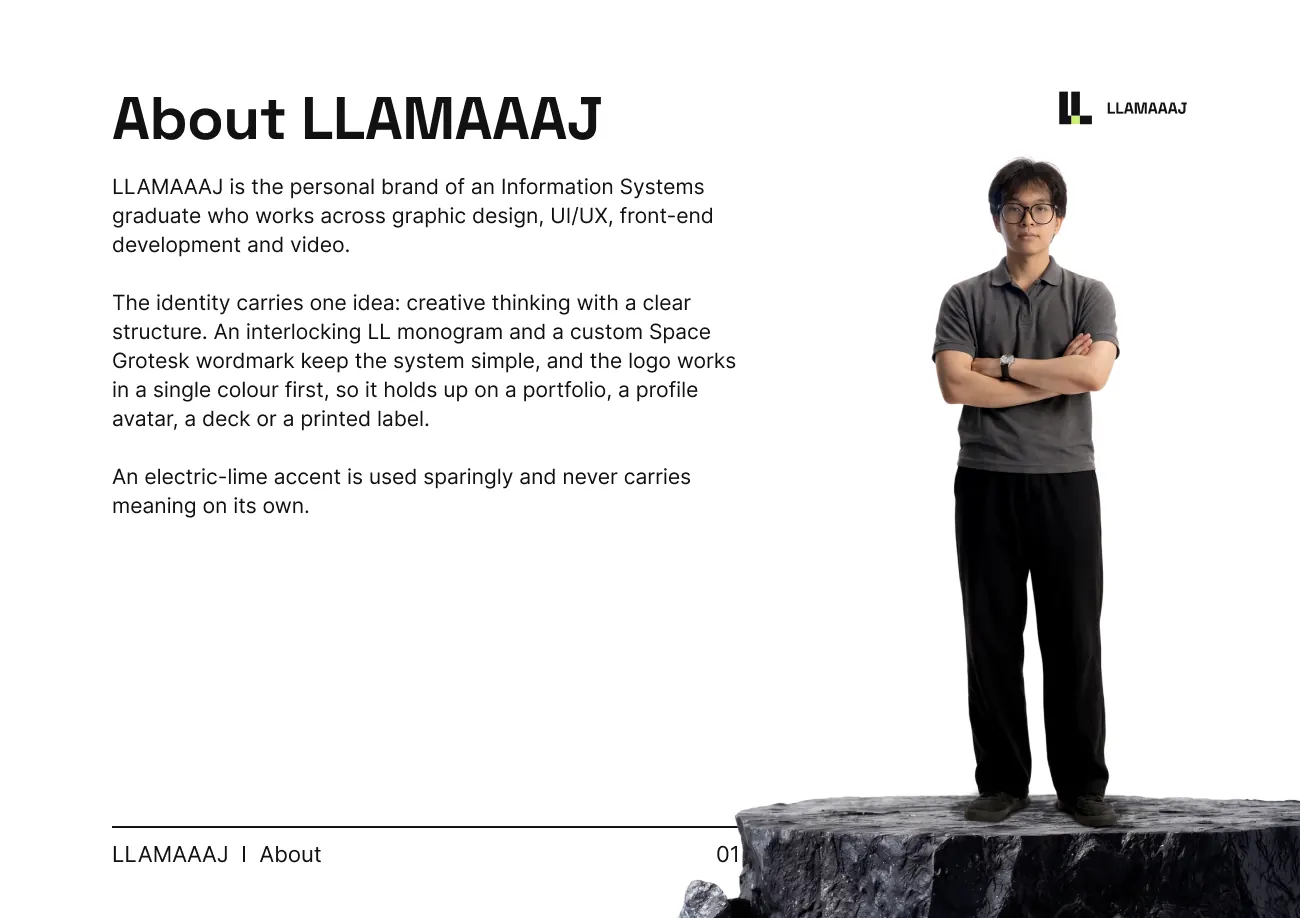 About LLAMAAAJ
LLAMAAAJ
LLAMAAAJ is the personal brand of an Information Systems
graduate who works across graphic design, UI/UX, front-end
development and video.
The identity carries one idea: creative thinking with a clear
structure. An interlocking LL monogram and a custom Space
Grotesk wordmark keep the system simple, and the logo works
in a single colour first, so it holds up on a portfolio, a profile
avatar, a deck or a printed label.
An electric-lime accent is used sparingly and never carries
meaning on its own.
LLAMAAAJ I About
01